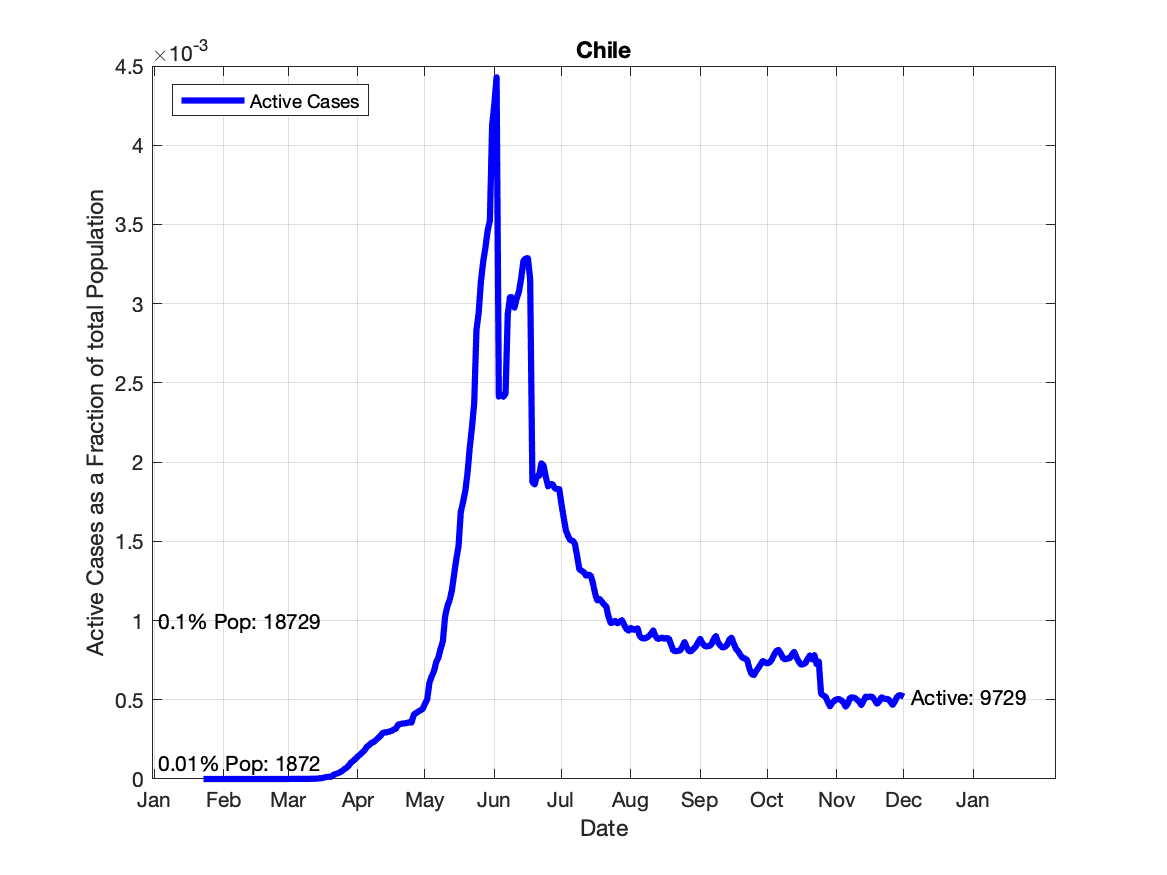 Chile
×10-3
Active Cases
4.5
4
3.5
3
2.5
2
1.5
1
0.5
0
Active Cases as a Fraction of total Population
0.1% Pop: 18729
0.01% Pop: 1872
Active: 9729
Jan Feb Mar Apr May Jun Jul Aug Sep Oct Nov Dec Jan
Date